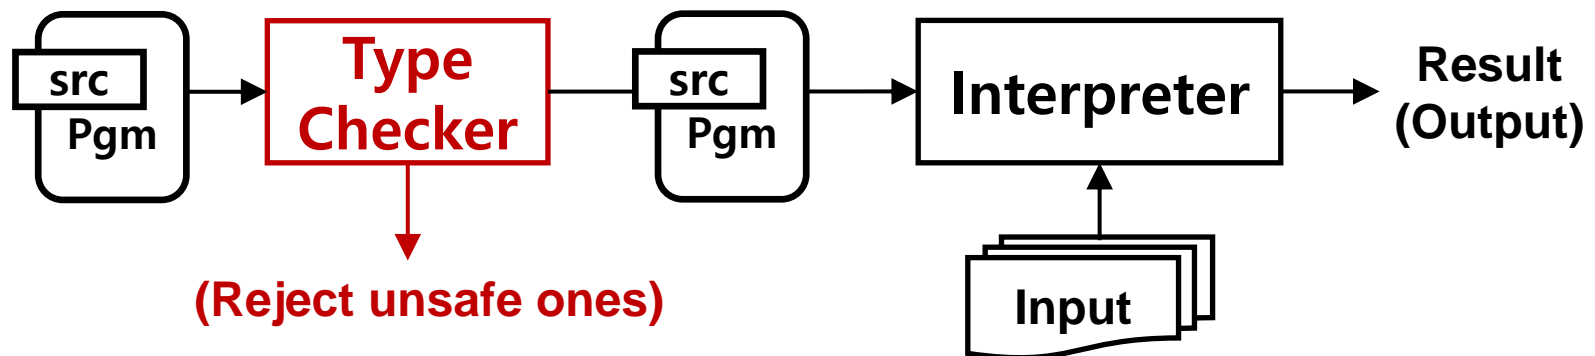 src
Pgm
Type
Checker
(Reject unsafe ones)
src
Pgm
Interpreter
Input
Result
(Output)